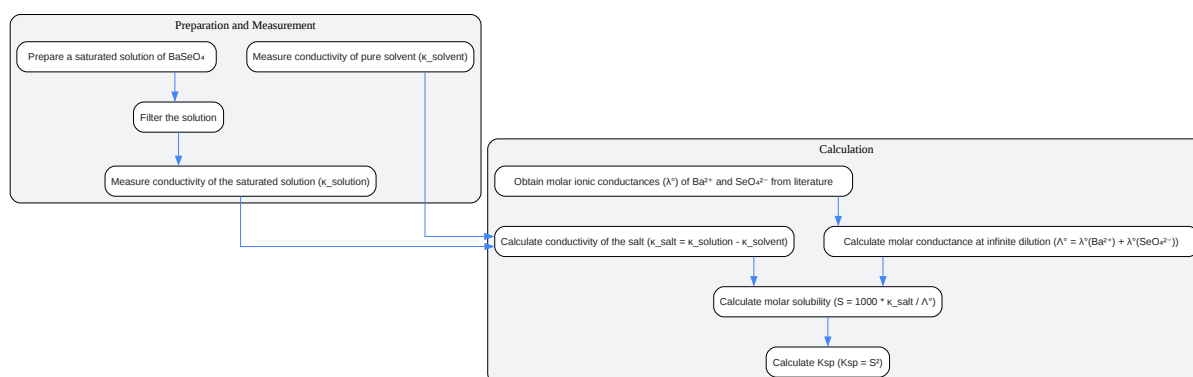 Preparation and Measurement
Prepare a saturated solution of BaSeO₄
Measure conductivity of pure solvent (κ_solvent)
Filter the solution
Measure conductivity of the saturated solution (κ_solution)
Calculation
Obtain molar ionic conductances (λ°) of Ba²⁺ and SeO₄²⁻ from literature
Calculate conductivity of the salt (κ_salt = κ_solution - κ_solvent)
Calculate molar conductance at infinite dilution (Λ° = λ°(Ba²⁺) + λ°(SeO₄²⁻))
Calculate molar solubility (S = 1000 * κ_salt / Λ°)
Calculate Ksp (Ksp = S²)